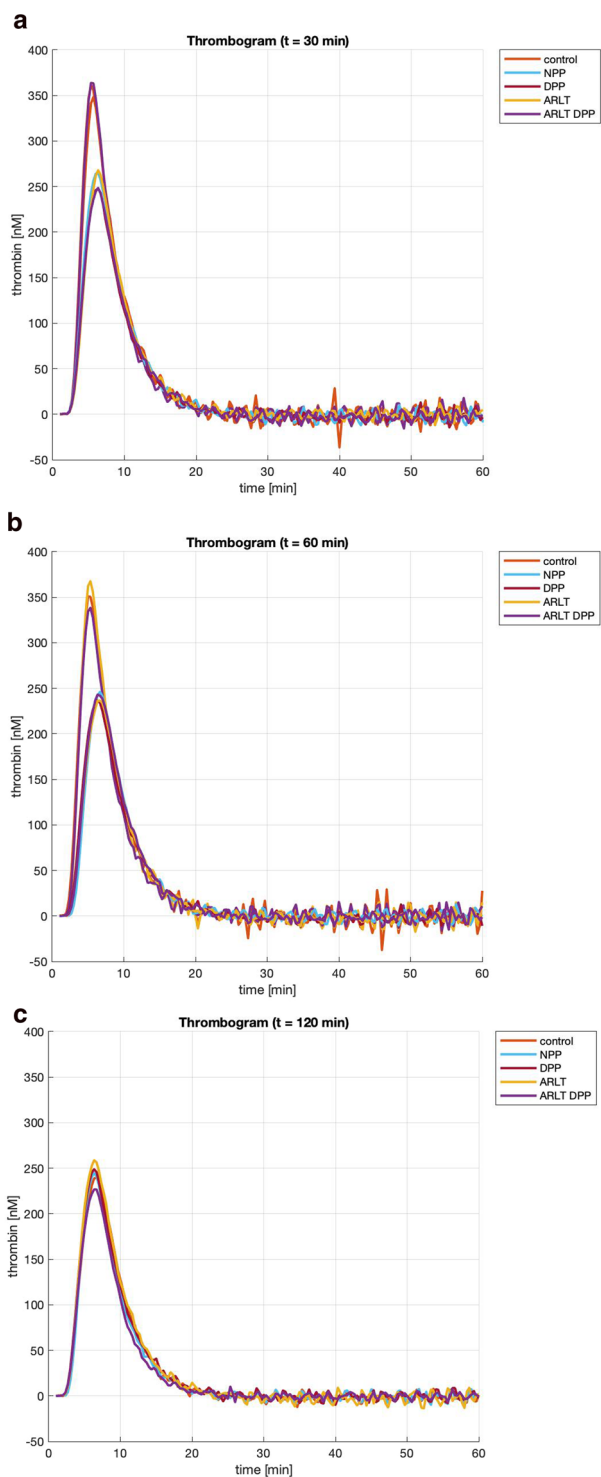 a
Thrombogram (t = 30 min)
400
350
300
250
200
150
100
50
0
-50
thrombin [nM]
0 10 20 30 40 50 60
time [min]
control
NPP
DPP
ARLT
ARLT DPP
b
Thrombogram (t = 60 min)
400
350
300
250
200
150
100
50
0
-50
thrombin [nM]
0 10 20 30 40 50 60
time [min]
control
NPP
DPP
ARLT
ARLT DPP
c
Thrombogram (t = 120 min)
400
350
300
250
200
150
100
50
0
-50
thrombin [nM]
0 10 20 30 40 50 60
time [min]
control
NPP
DPP
ARLT
ARLT DPP